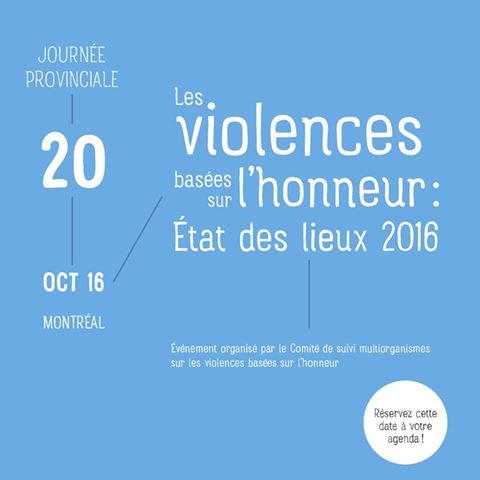 JOURNÉE
PROVINCIALE
20
OCT 16
MONTRÉAL
Les
violences
basées
sur l'honneur :
État des lieux 2016
Événement organisé par le Comité de suivi multiorganismes
sur les violences basées sur l'honneur
Réservez cette
date à votre
agenda !